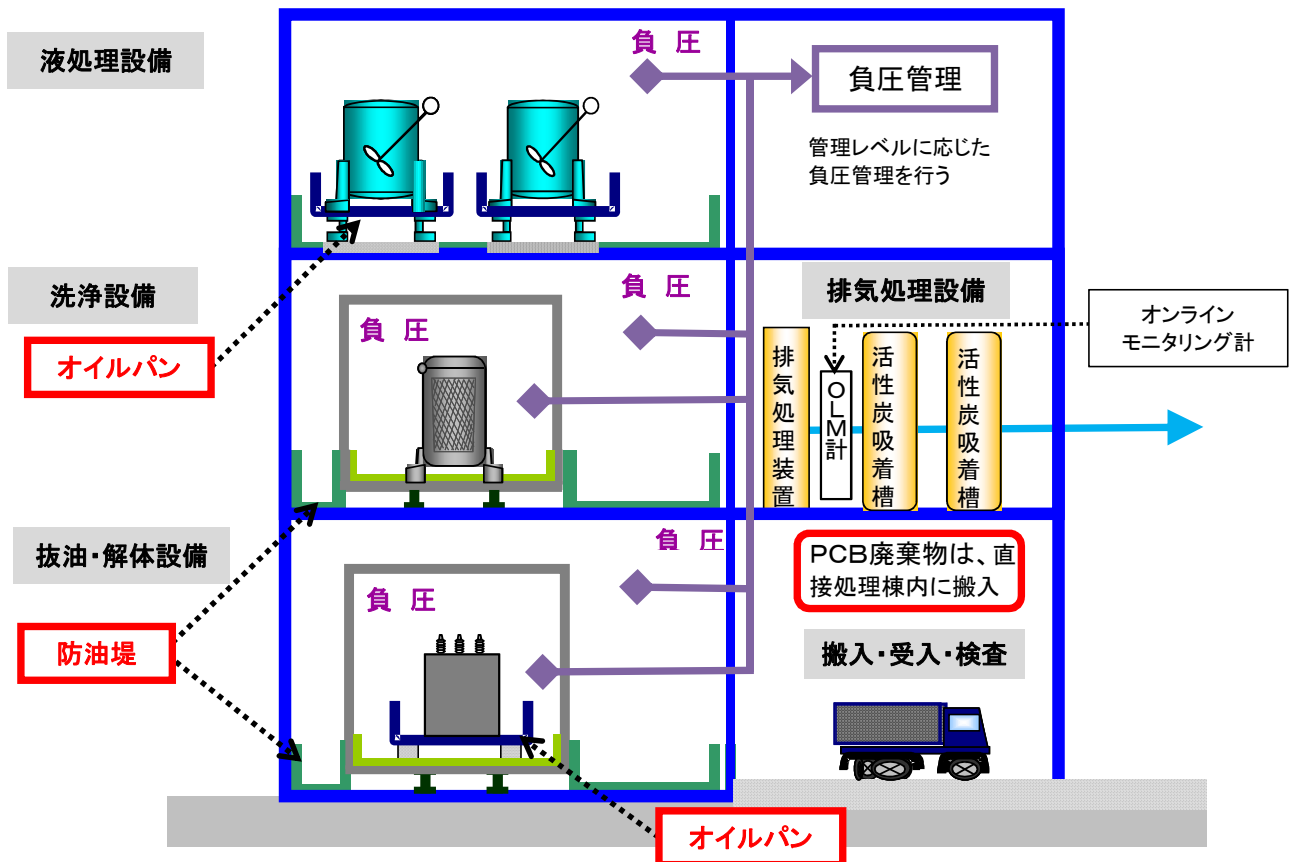 液処理設備
負 圧
負圧管理
管理レベルに応じた
負圧管理を行う
洗浄設備
オイルパン
負 圧
負 圧
排気処理設備
オンライン
モニタリング計
排気処理装置
OLM計
活性炭吸着槽
活性炭吸着槽
抜油・解体設備
防油堤
負 圧
負 圧
PCB廃棄物は、直
接処理棟内に搬入
搬入・受入・検査
オイルパン